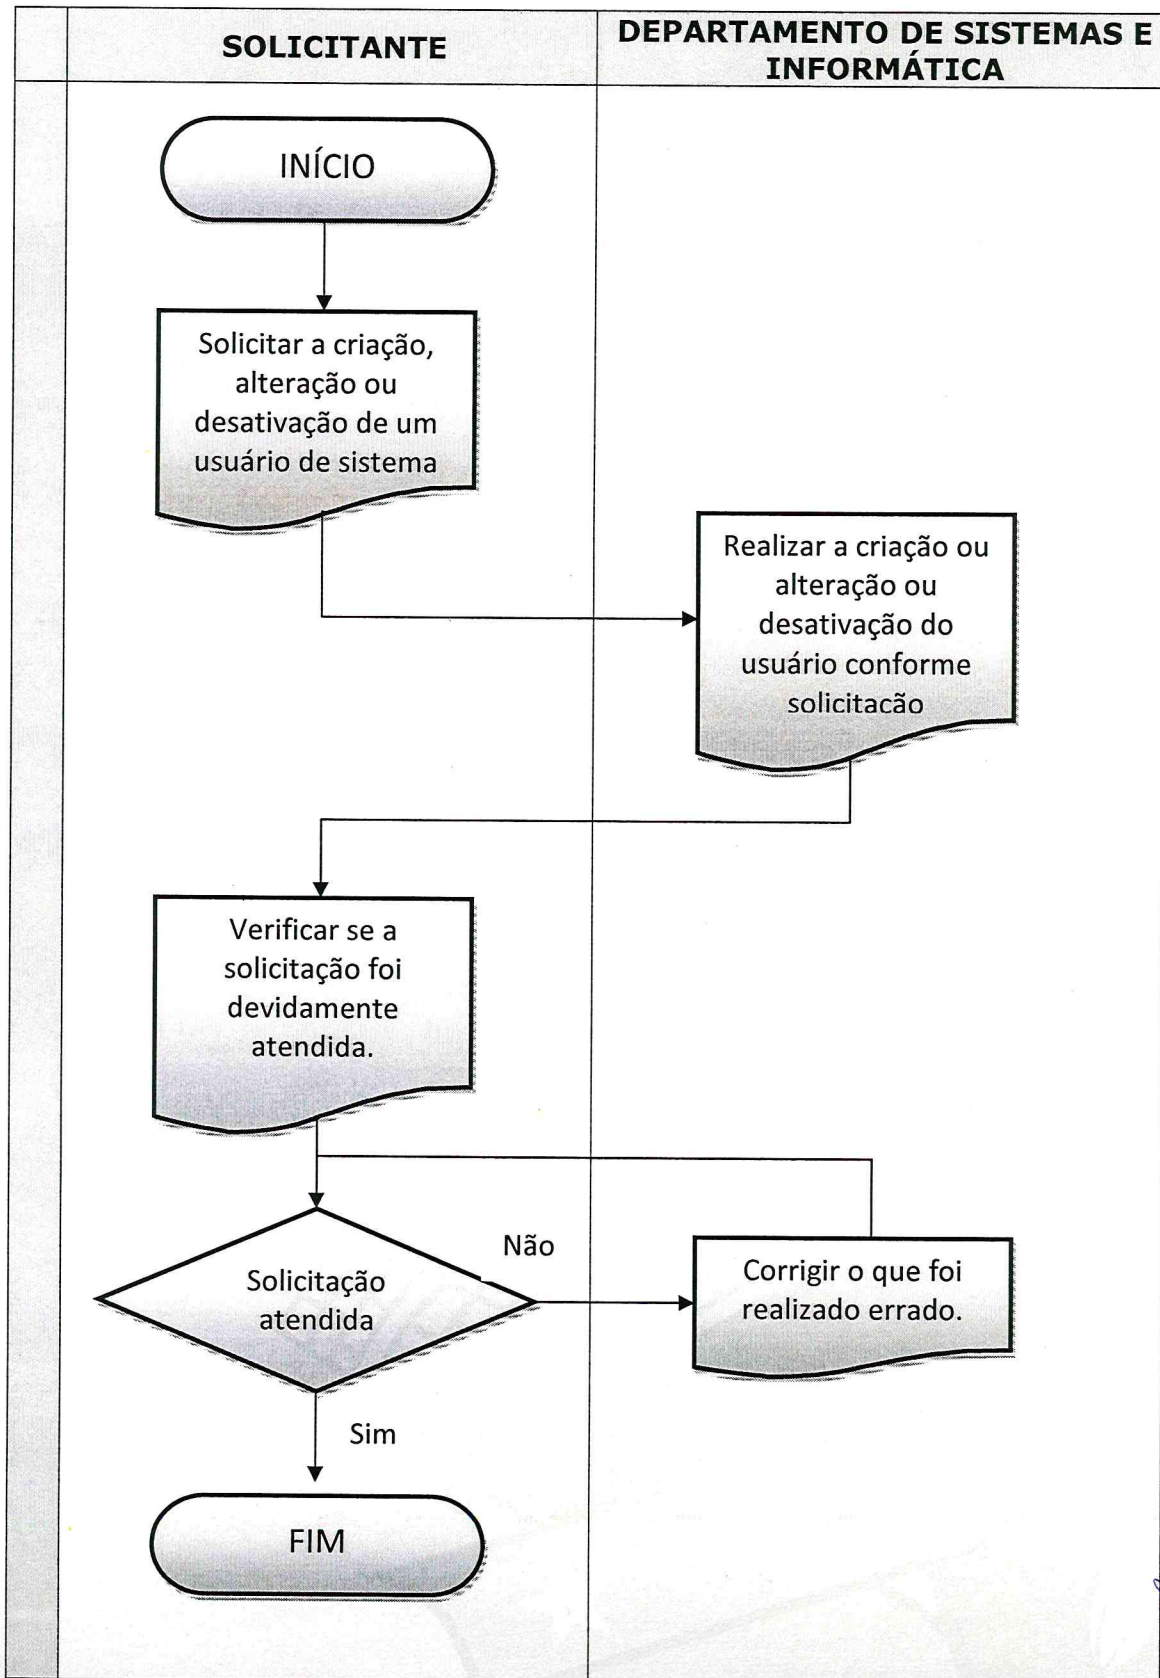 SOLICITANTE
DEPARTAMENTO DE SISTEMAS E
INFORMÁTICA
INÍCIO
Solicitar a criação,
alteração ou
desativação de um
usuário de sistema
Realizar a criação ou
alteração ou
desativação do
usuário conforme
solicitacão
Verificar se a
solicitação foi
devidamente
atendida.
Solicitação
atendida
Não
Corrigir o que foi
realizado errado.
Sim
FIM